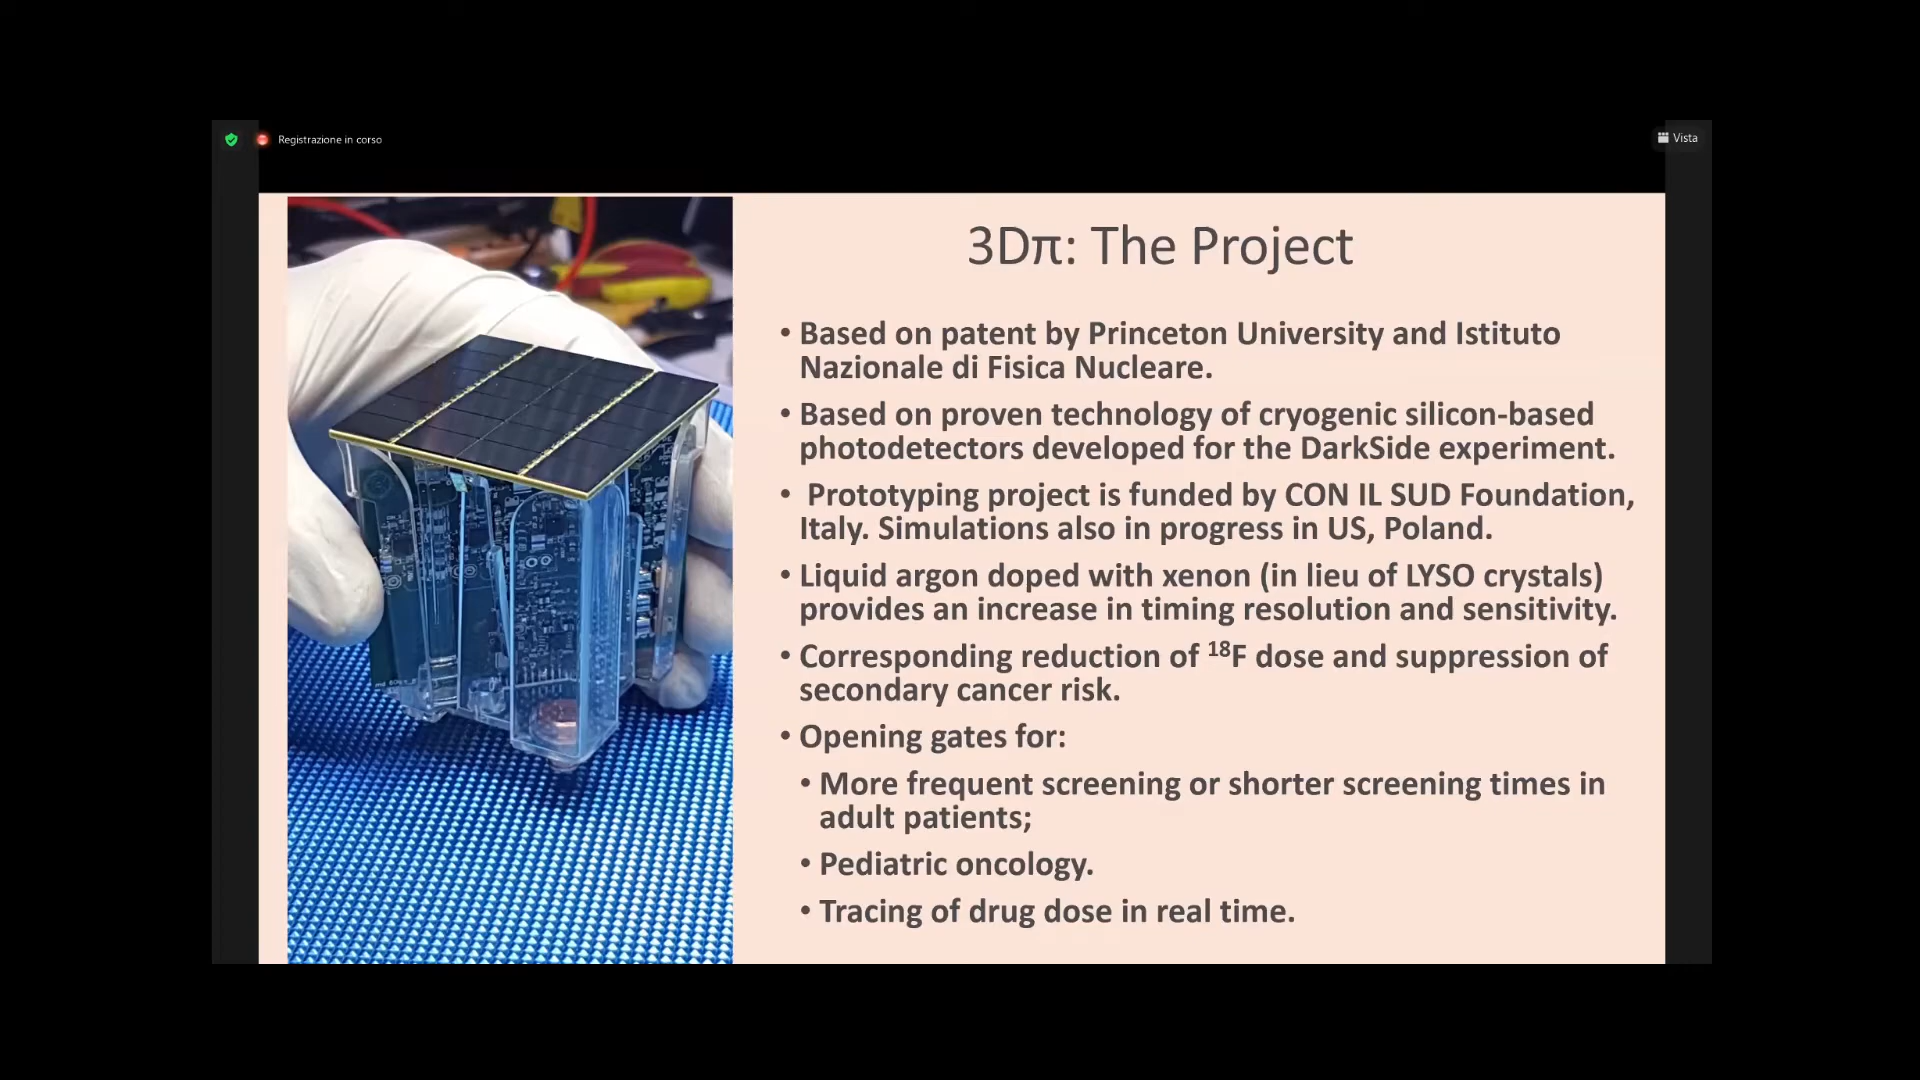 Registrazione in corso
Vista
3Dπ: The Project
• Based on patent by Princeton University and Istituto
Nazionale di Fisica Nucleare.
• Based on proven technology of cryogenic silicon-based
photodetectors developed for the DarkSide experiment.
• Prototyping project is funded by CON IL SUD Foundation,
Italy. Simulations also in progress in US, Poland.
• Liquid argon doped with xenon (in lieu of LYSO crystals)
provides an increase in timing resolution and sensitivity.
• Corresponding reduction of ¹⁸F dose and suppression of
secondary cancer risk.
• Opening gates for:
• More frequent screening or shorter screening times in
adult patients;
• Pediatric oncology.
• Tracing of drug dose in real time.